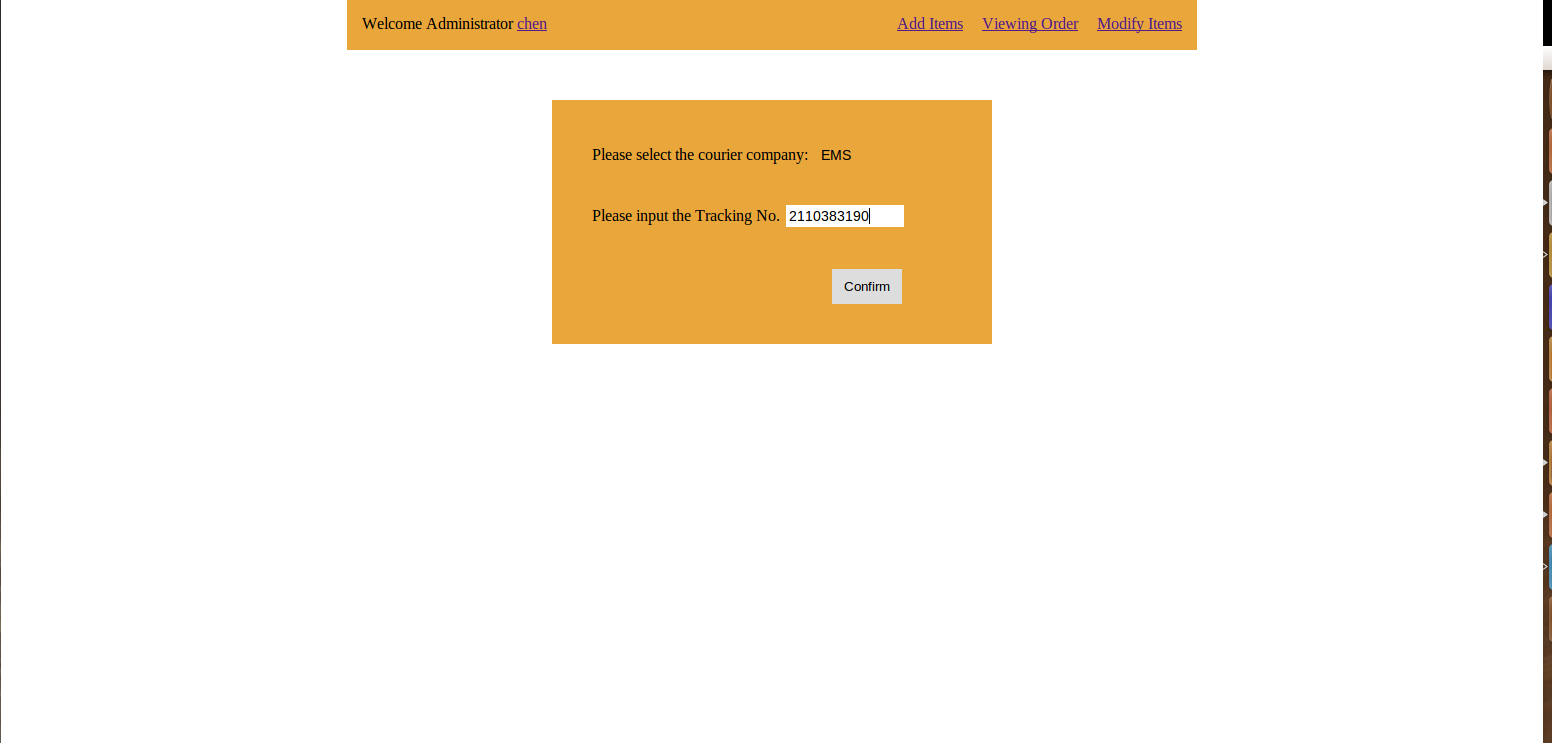 Welcome Administrator chen Add Items Viewing Order Modify Items
Please select the courier company: EMS
Please input the Tracking No. 2110383190
Confirm